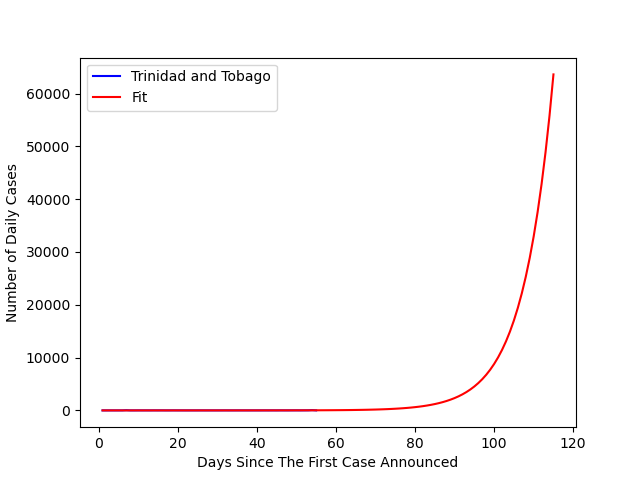 Trinidad and Tobago
Fit
Number of Daily Cases
60000
50000
40000
30000
20000
10000
0
0 20 40 60 80 100 120
Days Since The First Case Announced